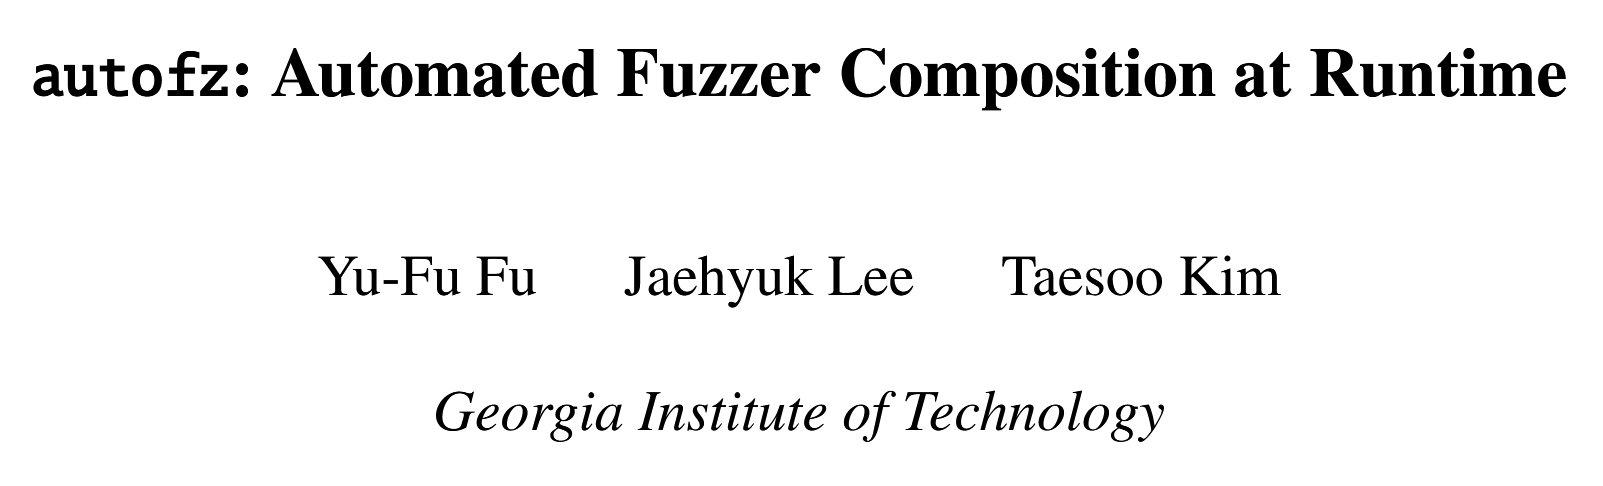 autofz: Automated Fuzzer Composition at Runtime
Yu-Fu Fu Jaehyuk Lee Taesoo Kim
Georgia Institute of Technology